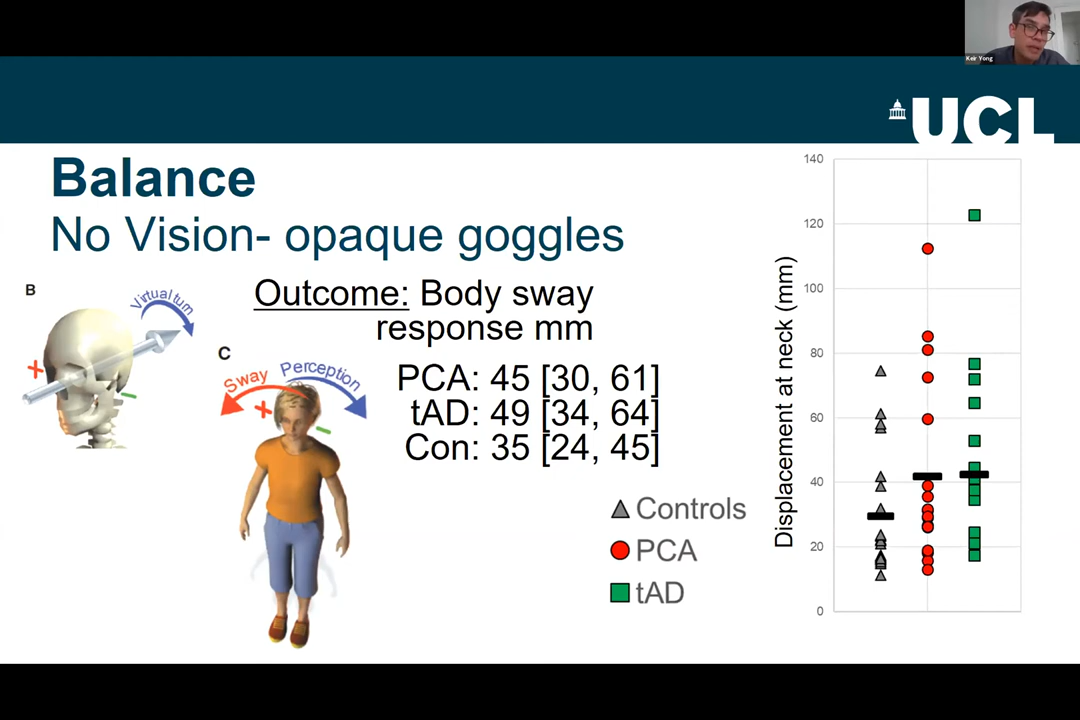 Keir Yong
UCL
Balance
No Vision- opaque goggles
B
Virtual turn
+
–
C
Sway
Perception
+
–
Outcome: Body sway
response mm
PCA: 45 [30, 61]
tAD: 49 [34, 64]
Con: 35 [24, 45]
Controls
PCA
tAD
Displacement at neck (mm)
140
120
100
80
60
40
20
0